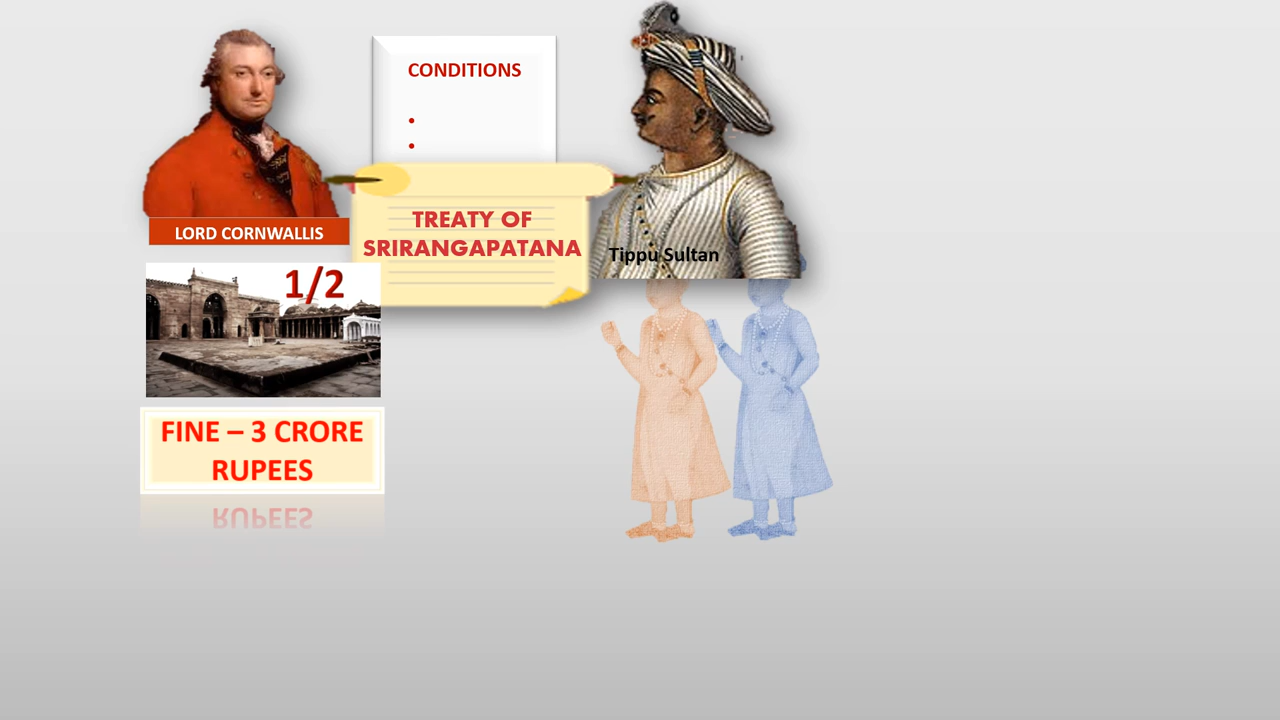 CONDITIONS
•
•
TREATY OF
SRIRANGAPATANA
LORD CORNWALLIS
Tippu Sultan
1/2
FINE – 3 CRORE
RUPEES